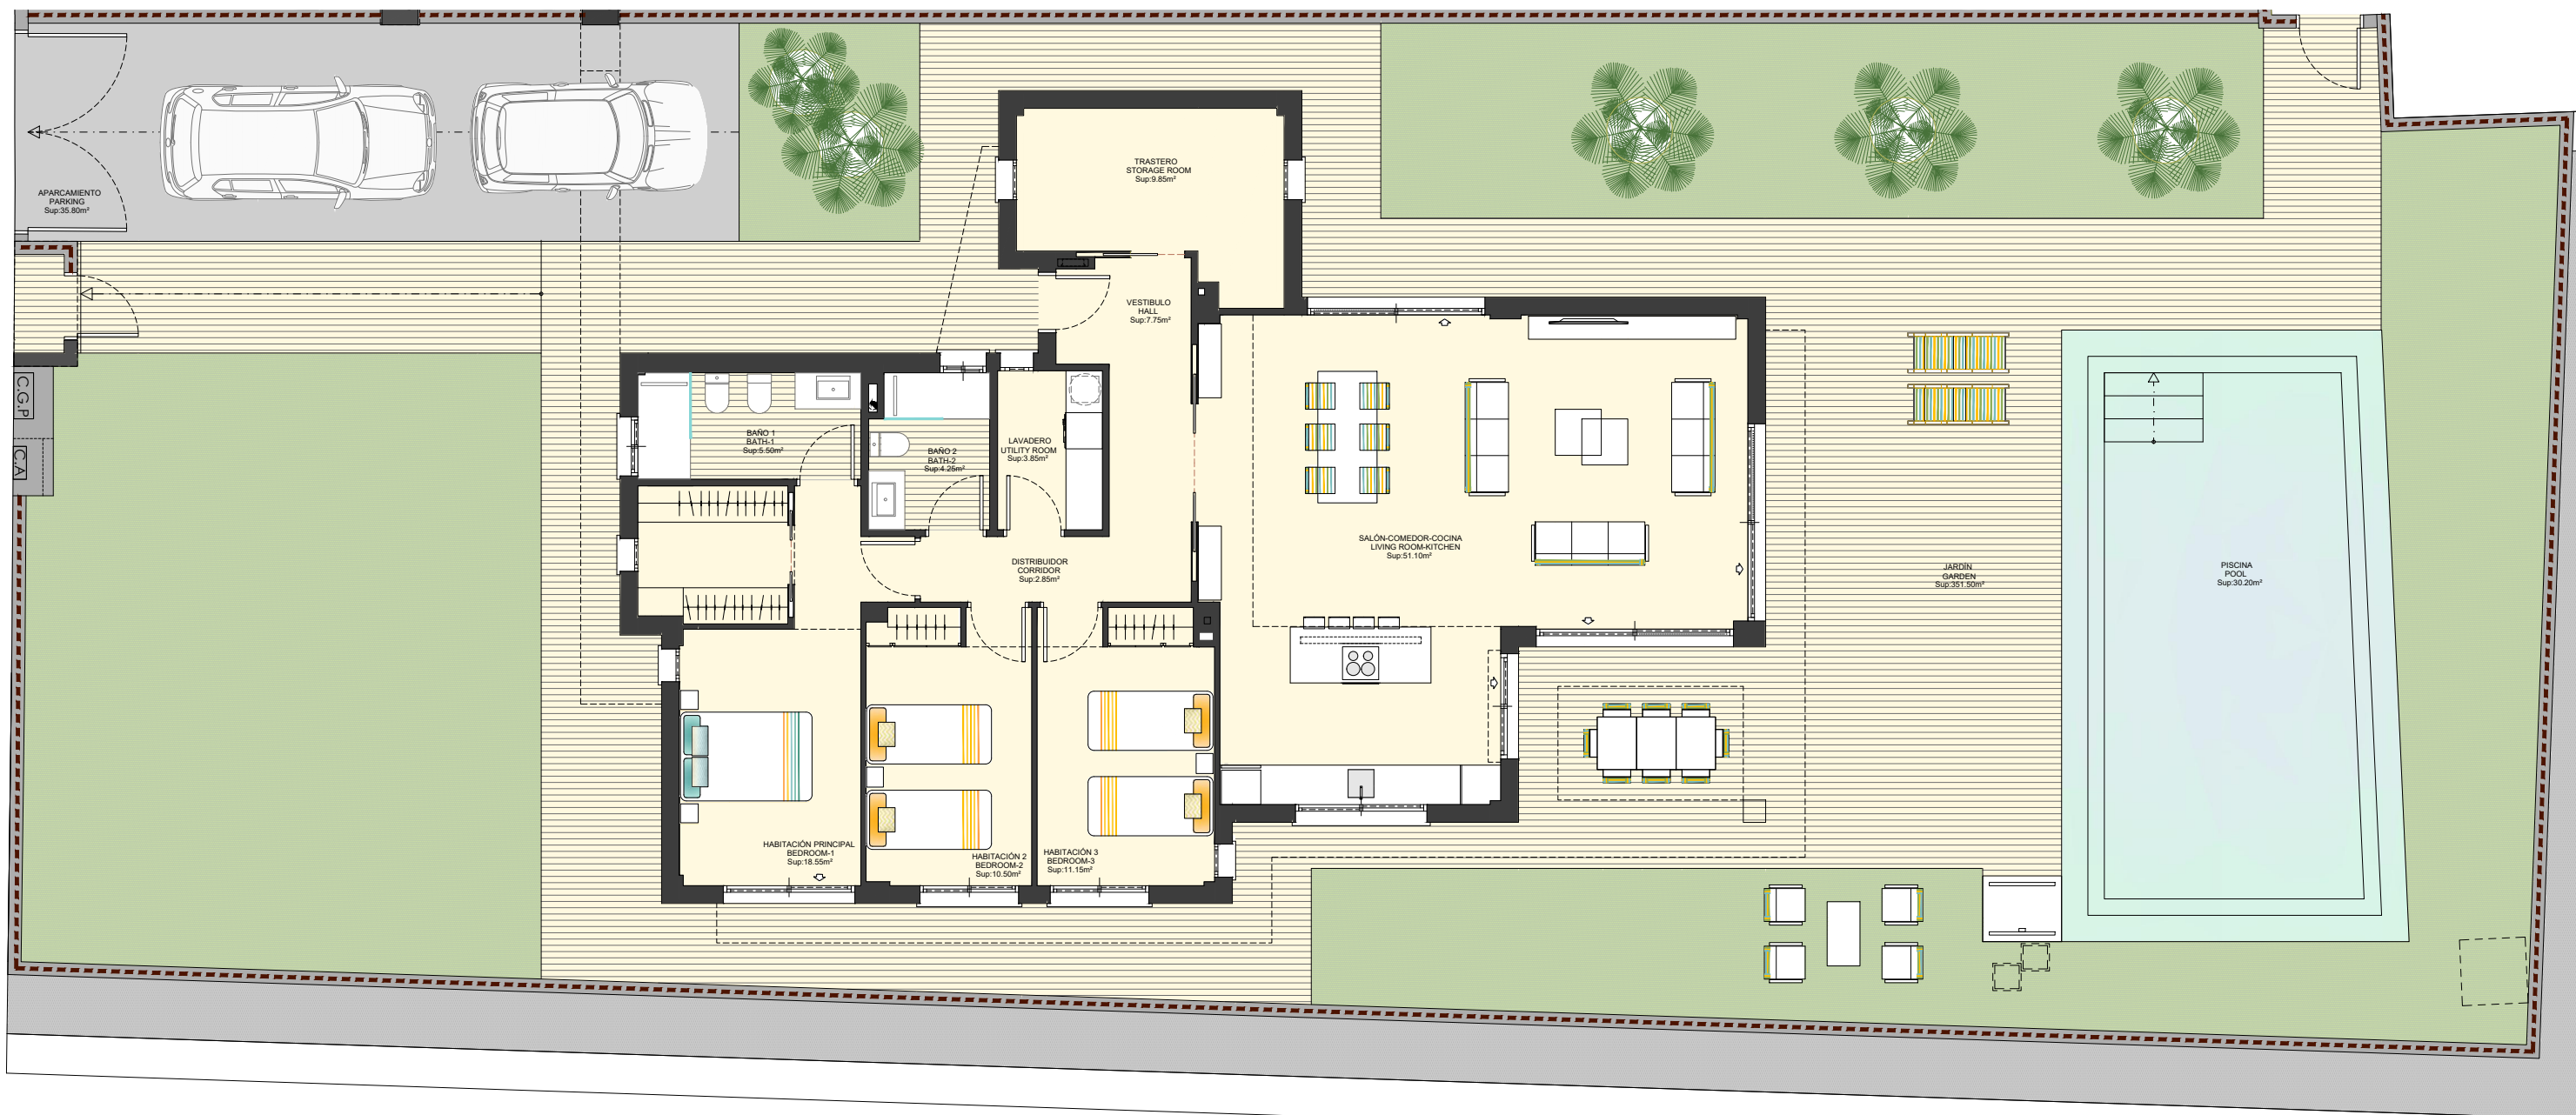 APARCAMIENTO
PARKING
Sup:35.80m²
TRASTERO
STORAGE ROOM
Sup:9.85m²
VESTIBULO
HALL
Sup:7.75m²
C.G.P
C.A
BAÑO 1
BATH-1
Sup:5.50m²
BAÑO 2
BATH-2
Sup:4.25m²
LAVADERO
UTILITY ROOM
Sup:3.85m²
DISTRIBUIDOR
CORRIDOR
Sup:2.85m²
SALÓN-COMEDOR-COCINA
LIVING ROOM-KITCHEN
Sup:51.10m²
JARDÍN
GARDEN
Sup:351.50m²
PISCINA
POOL
Sup:30.20m²
HABITACIÓN PRINCIPAL
BEDROOM-1
Sup:18.55m²
HABITACIÓN 2
BEDROOM-2
Sup:10.50m²
HABITACIÓN 3
BEDROOM-3
Sup:11.15m²